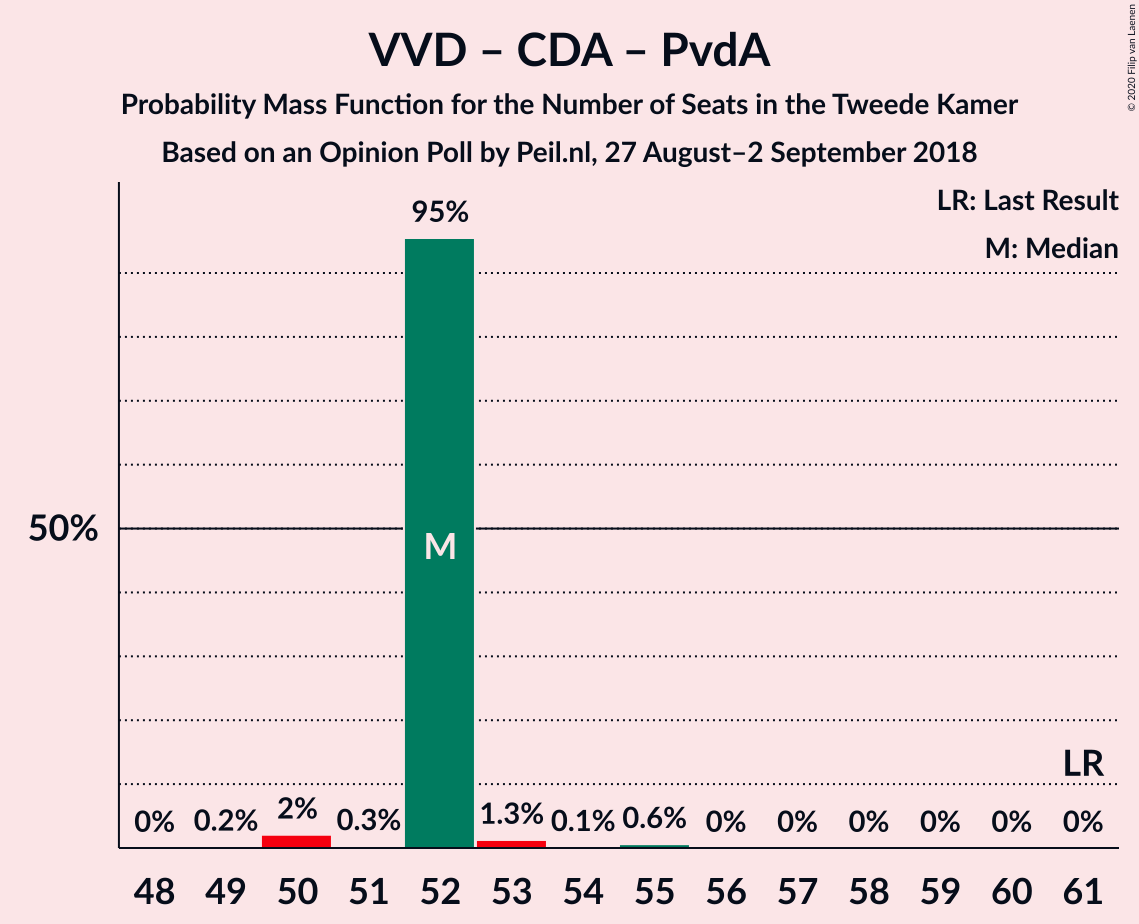 VVD – CDA – PvdA
Probability Mass Function for the Number of Seats in the Tweede Kamer
Based on an Opinion Poll by Peil.nl, 27 August–2 September 2018
© 2020 Filip van Laenen
LR: Last Result
M: Median
95%
50%
M
LR
0% 0.2% 2% 0.3% 1.3% 0.1% 0.6% 0% 0% 0% 0% 0% 0%
48 49 50 51 52 53 54 55 56 57 58 59 60 61